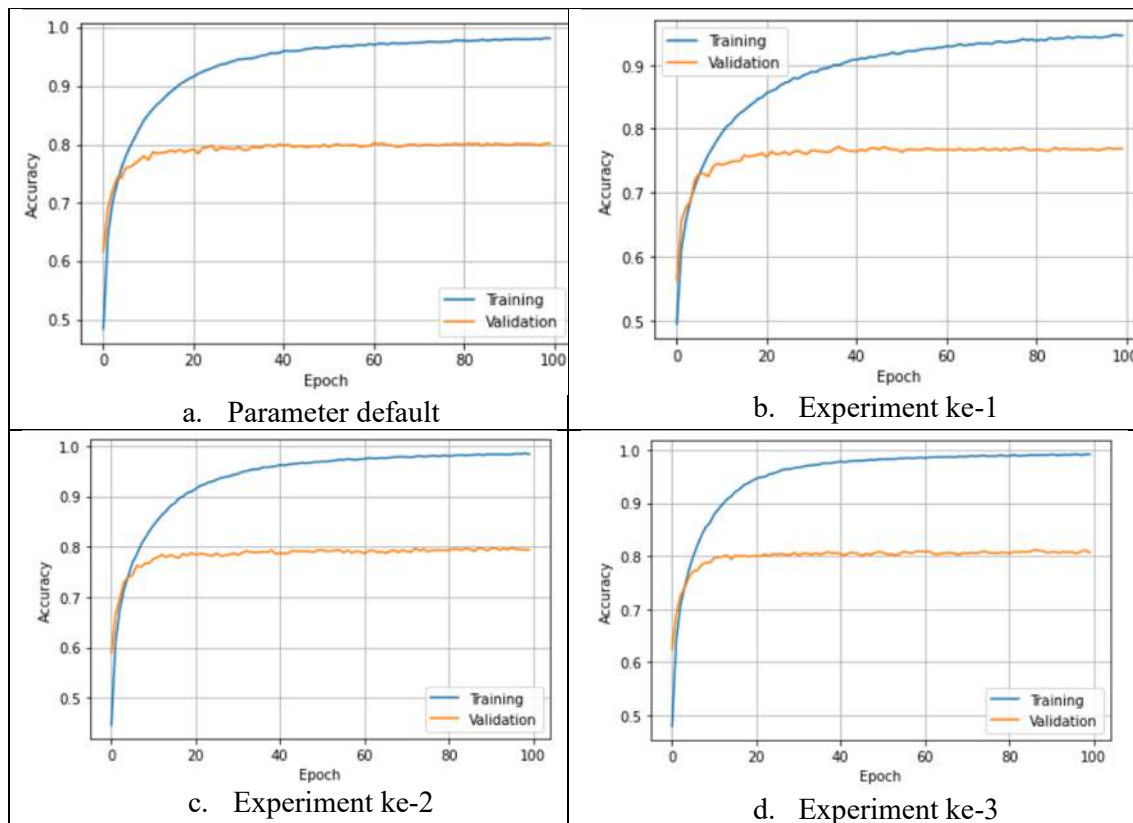 1.0
0.9
0.8
0.7
0.6
0.5
Accuracy
Training
Validation
0 20 40 60 80 100
Epoch
a. Parameter default
Training
Validation
0.9
0.8
0.7
0.6
0.5
Accuracy
0 20 40 60 80 100
Epoch
b. Experiment ke-1
1.0
0.9
0.8
0.7
0.6
0.5
Accuracy
Training
Validation
0 20 40 60 80 100
Epoch
c. Experiment ke-2
1.0
0.9
0.8
0.7
0.6
0.5
Accuracy
Training
Validation
0 20 40 60 80 100
Epoch
d. Experiment ke-3